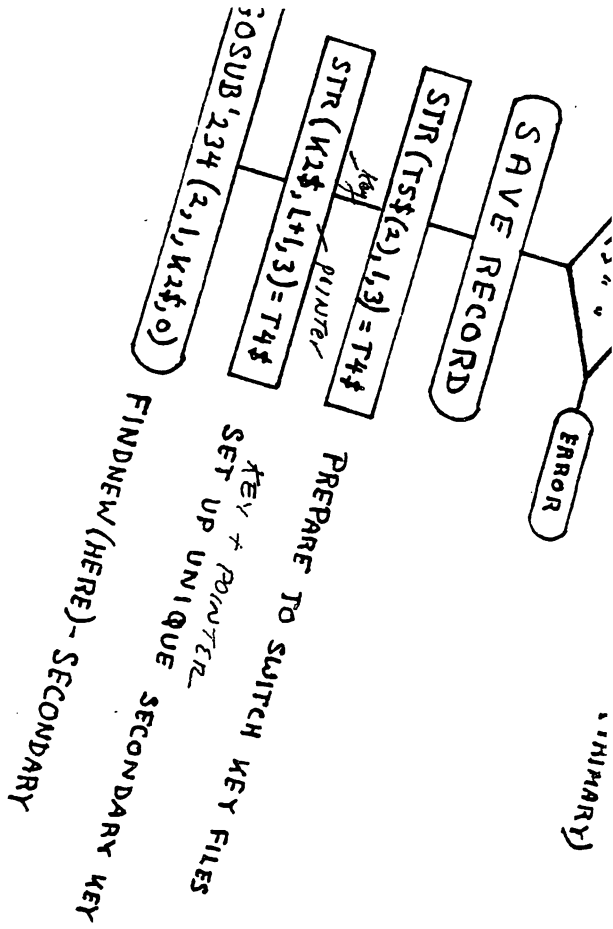 ERROR
SAVE RECORD
STR(T5$(2),1,3)=T4$ PREPARE TO SWITCH KEY FILES
key pointer
STR(K2$,L+1,3)=T4$ SET UP UNIQUE SECONDARY KEY
KEY + POINTER
GOSUB'234(2,1,K2$,0) FINDNEW(HERE)-SECONDARY